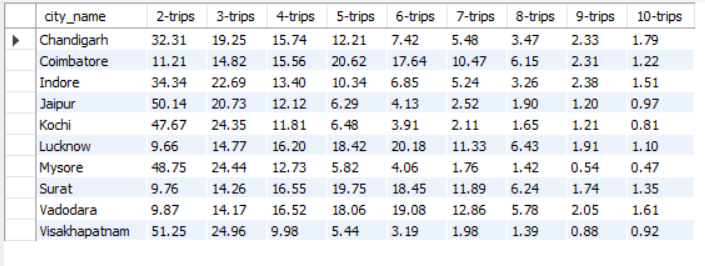 city_name 2-trips 3-trips 4-trips 5-trips 6-trips 7-trips 8-trips 9-trips 10-trips
Chandigarh 32.31 19.25 15.74 12.21 7.42 5.48 3.47 2.33 1.79
Coimbatore 11.21 14.82 15.56 20.62 17.64 10.47 6.15 2.31 1.22
Indore 34.34 22.69 13.40 10.34 6.85 5.24 3.26 2.38 1.51
Jaipur 50.14 20.73 12.12 6.29 4.13 2.52 1.90 1.20 0.97
Kochi 47.67 24.35 11.81 6.48 3.91 2.11 1.65 1.21 0.81
Lucknow 9.66 14.77 16.20 18.42 20.18 11.33 6.43 1.91 1.10
Mysore 48.75 24.44 12.73 5.82 4.06 1.76 1.42 0.54 0.47
Surat 9.76 14.26 16.55 19.75 18.45 11.89 6.24 1.74 1.35
Vadodara 9.87 14.17 16.52 18.06 19.08 12.86 5.78 2.05 1.61
Visakhapatnam 51.25 24.96 9.98 5.44 3.19 1.98 1.39 0.88 0.92